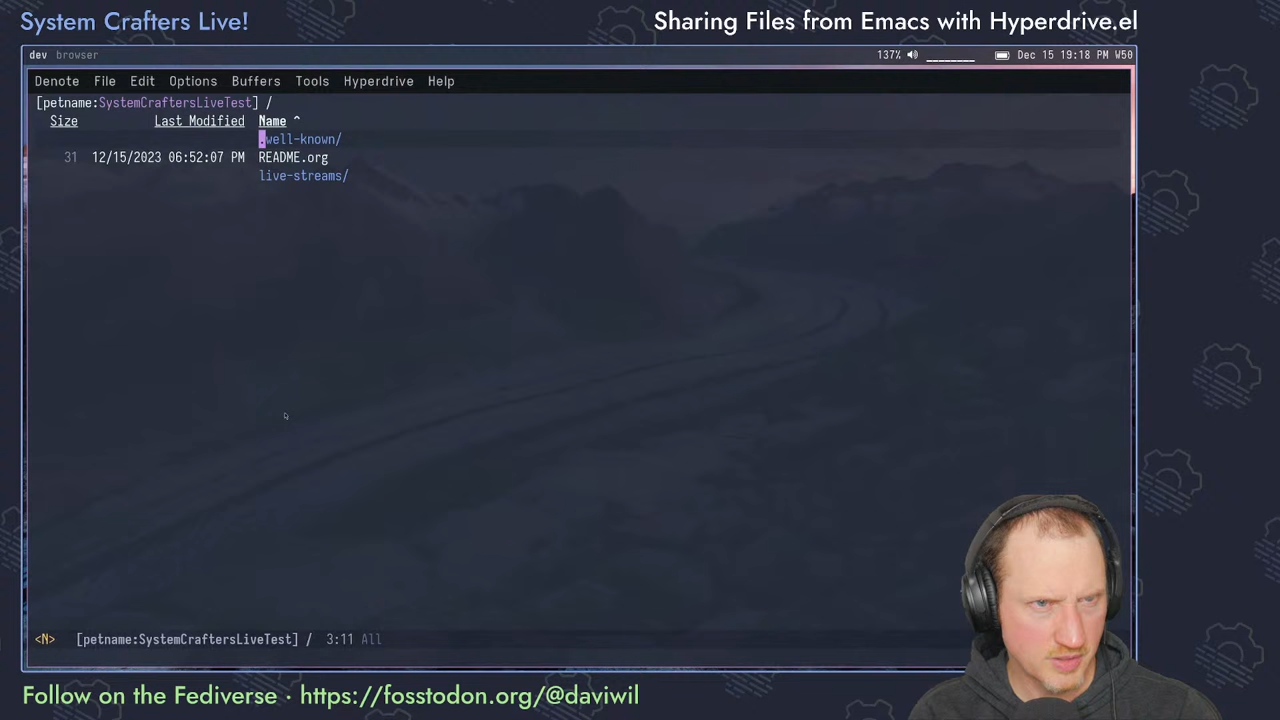 System Crafters Live!
Sharing Files from Emacs with Hyperdrive.el
dev browser
137% Dec 15 19:18 PM W50
Denote File Edit Options Buffers Tools Hyperdrive Help
[petname:SystemCraftersLiveTest] /
Size Last Modified Name ^
.well-known/
31 12/15/2023 06:52:07 PM README.org
live-streams/
<N> [petname:SystemCraftersLiveTest] / 3:11 All
Follow on the Fediverse · https://fosstodon.org/@daviwil